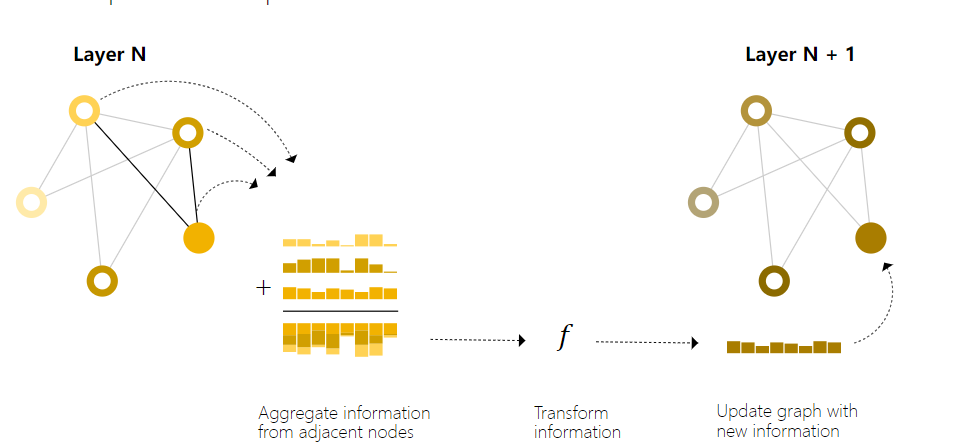 Layer N
Layer N + 1
+
f
Aggregate information
from adjacent nodes
Transform
information
Update graph with
new information